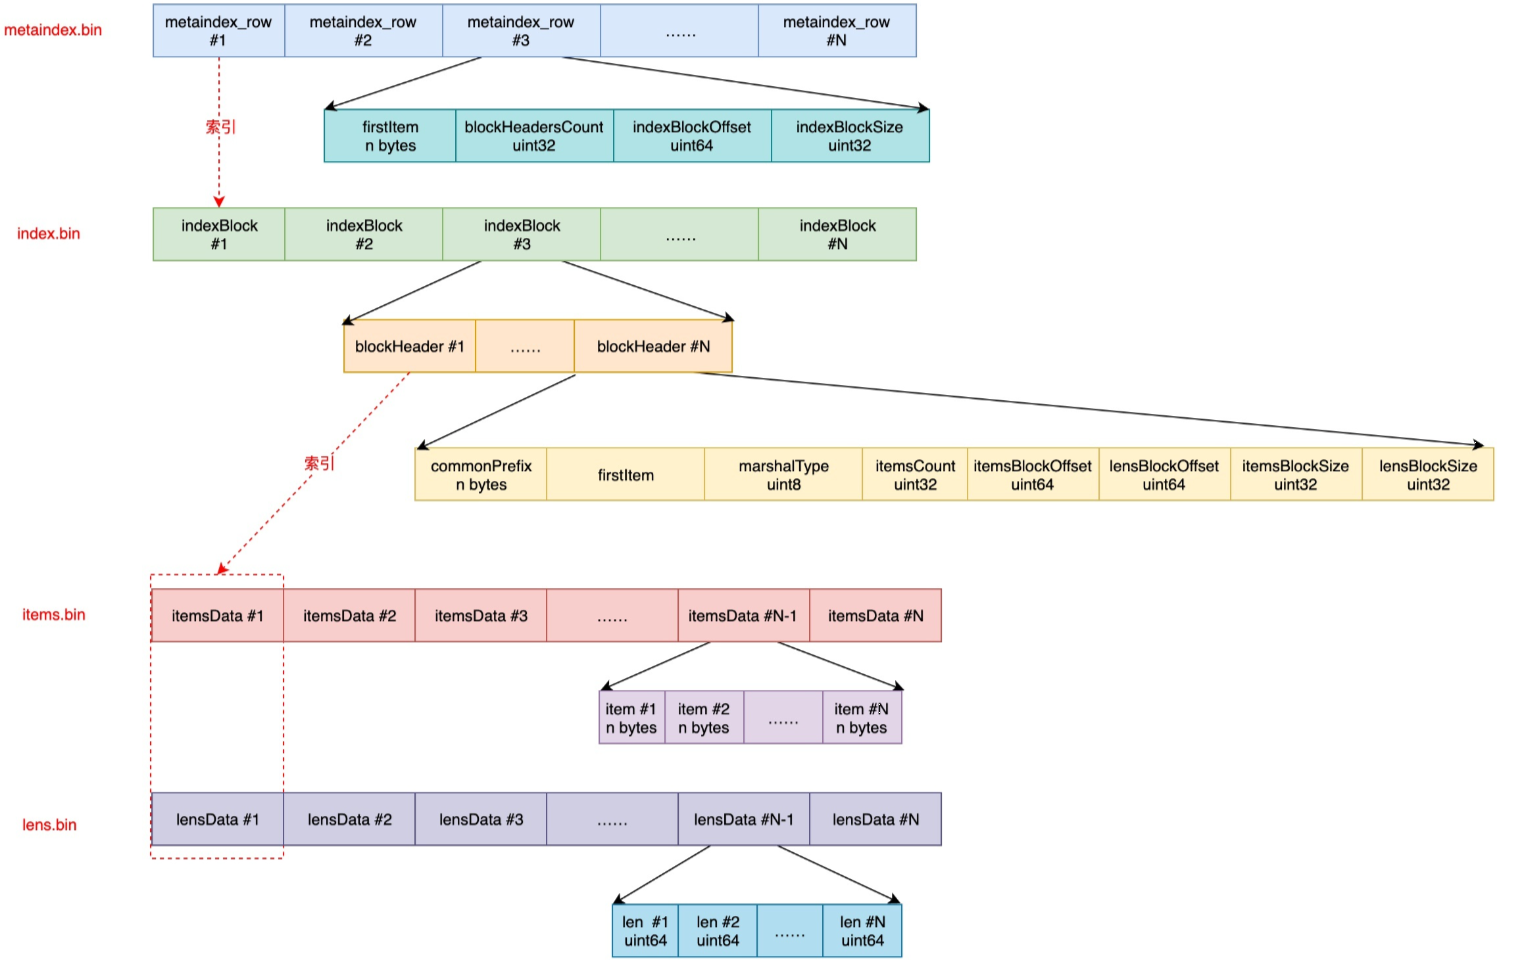 metaindex.bin
metaindex_row
#1
metaindex_row
#2
metaindex_row
#3
......
metaindex_row
#N
索引
firstItem
n bytes
blockHeadersCount
uint32
indexBlockOffset
uint64
indexBlockSize
uint32
index.bin
indexBlock
#1
indexBlock
#2
indexBlock
#3
......
indexBlock
#N
blockHeader #1
......
blockHeader #N
索引
commonPrefix
n bytes
firstItem
marshalType
uint8
itemsCount
uint32
itemsBlockOffset
uint64
lensBlockOffset
uint64
itemsBlockSize
uint32
lensBlockSize
uint32
items.bin
itemsData #1
itemsData #2
itemsData #3
......
itemsData #N-1
itemsData #N
item #1
n bytes
item #2
n bytes
......
item #N
n bytes
lens.bin
lensData #1
lensData #2
lensData #3
......
lensData #N-1
lensData #N
len #1
uint64
len #2
uint64
......
len #N
uint64